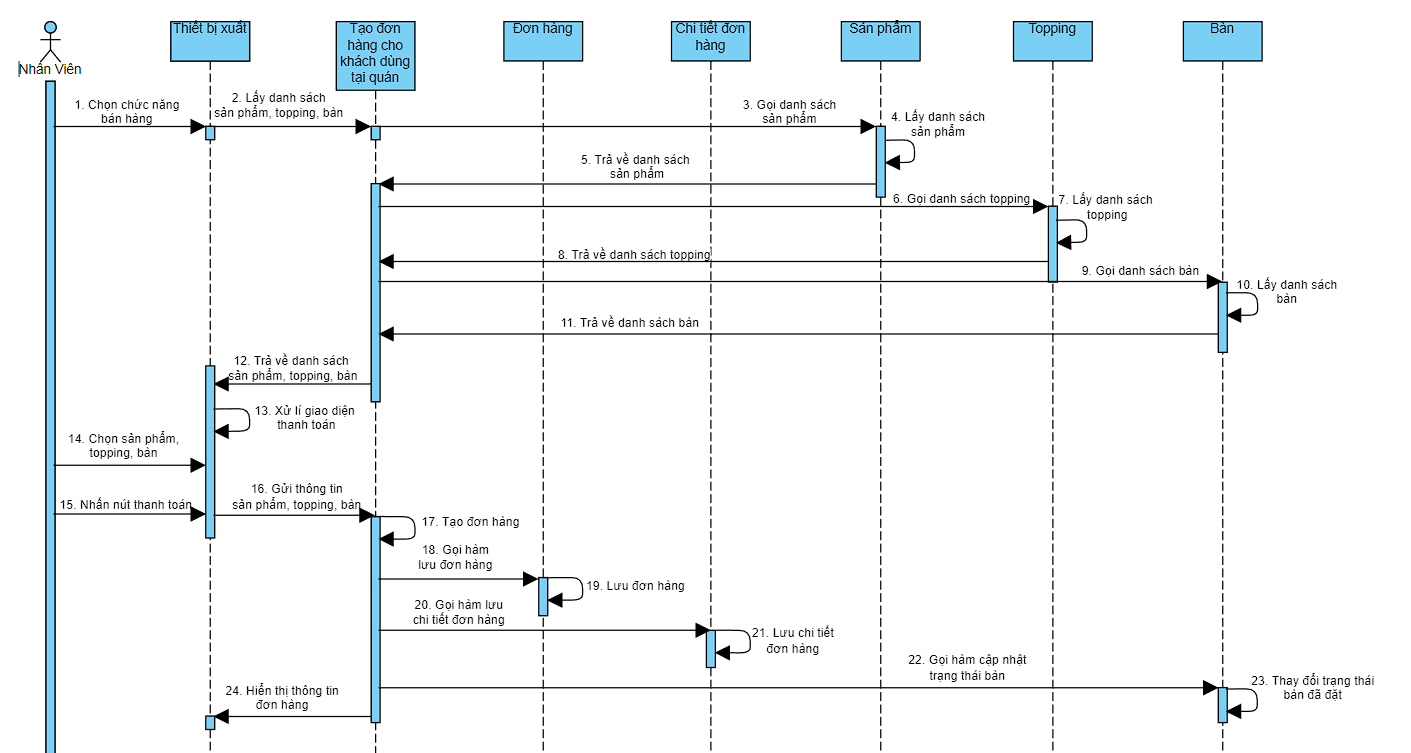 Thiết bị xuất
Tạo đơn
hàng cho
khách dùng
tại quán
Đơn hàng
Chi tiết đơn
hàng
Sản phẩm
Topping
Bàn
Nhân Viên
1. Chọn chức năng
bán hàng
2. Lấy danh sách
sản phẩm, topping, bàn
3. Gọi danh sách
sản phẩm
4. Lấy danh sách
sản phẩm
5. Trả về danh sách
sản phẩm
6. Gọi danh sách topping
7. Lấy danh sách
topping
8. Trả về danh sách topping
9. Gọi danh sách bàn
10. Lấy danh sách
bàn
11. Trả về danh sách bàn
12. Trả về danh sách
sản phẩm, topping, bàn
13. Xử lí giao diện
thanh toán
14. Chọn sản phẩm,
topping, bàn
15. Nhấn nút thanh toán
16. Gửi thông tin
sản phẩm, topping, bàn
17. Tạo đơn hàng
18. Gọi hàm
lưu đơn hàng
19. Lưu đơn hàng
20. Gọi hàm lưu
chi tiết đơn hàng
21. Lưu chi tiết
đơn hàng
22. Gọi hàm cập nhật
trạng thái bàn
23. Thay đổi trạng thái
bàn đã đặt
24. Hiển thị thông tin
đơn hàng